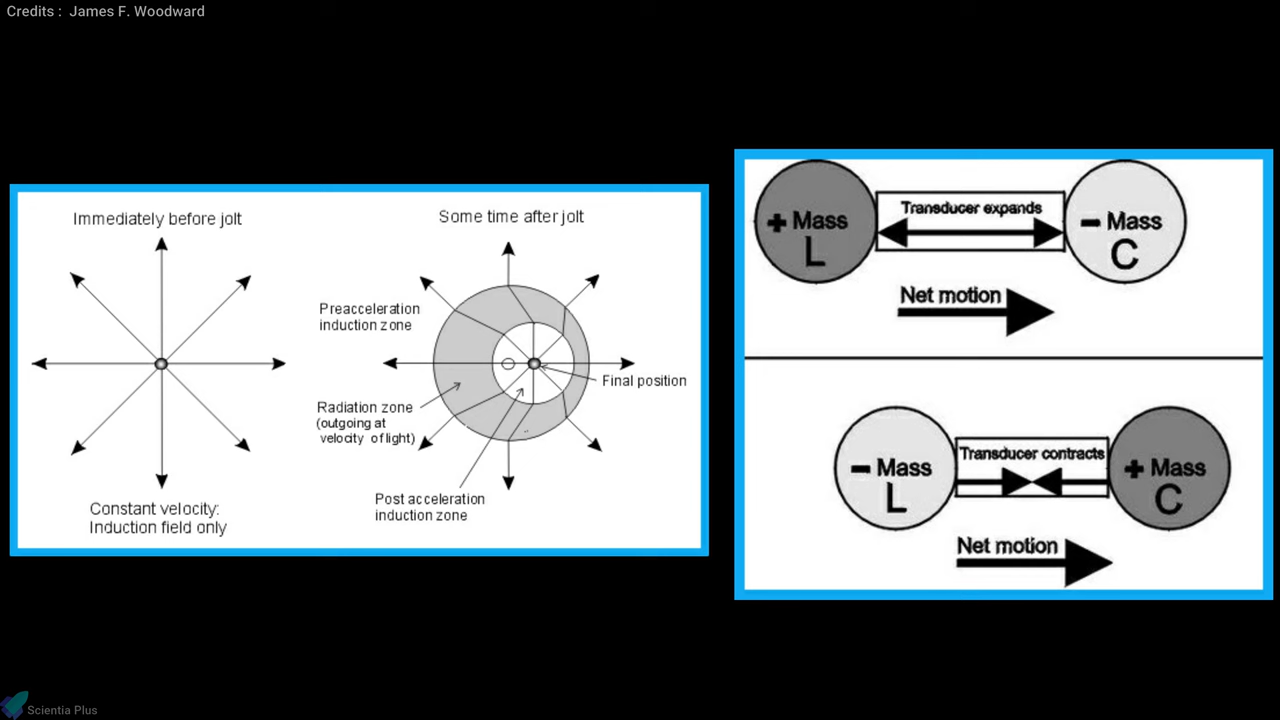 Credits :  James F. Woodward
Immediately before jolt
Constant velocity:
Induction field only
Some time after jolt
Preacceleration
induction zone
Final position
Radiation zone
(outgoing at
velocity of light)
Post acceleration
induction zone
+ Mass
L
Transducer expands
- Mass
C
Net motion
- Mass
L
Transducer contracts
+ Mass
C
Net motion
Scientia Plus